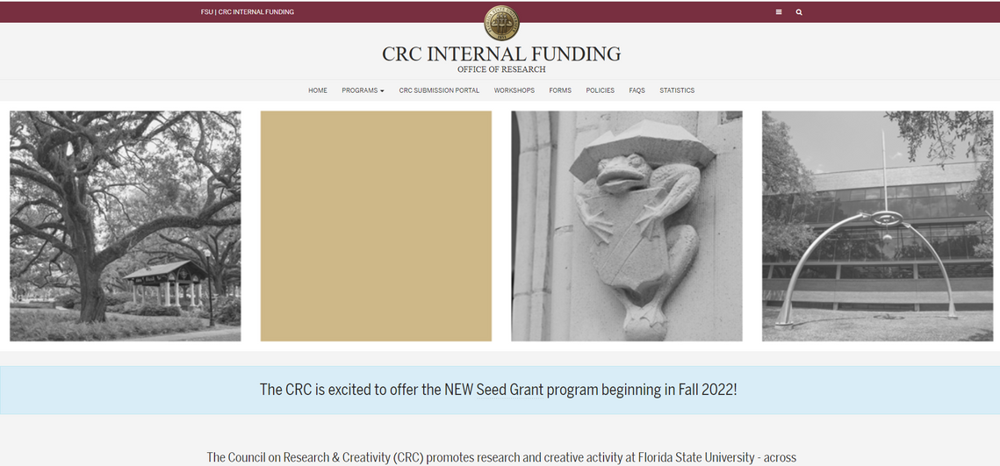 FSU | CRC INTERNAL FUNDING
CRC INTERNAL FUNDING
OFFICE OF RESEARCH
HOME PROGRAMS CRC SUBMISSION PORTAL WORKSHOPS FORMS POLICIES FAQS STATISTICS
The CRC is excited to offer the NEW Seed Grant program beginning in Fall 2022!
The Council on Research & Creativity (CRC) promotes research and creative activity at Florida State University - across